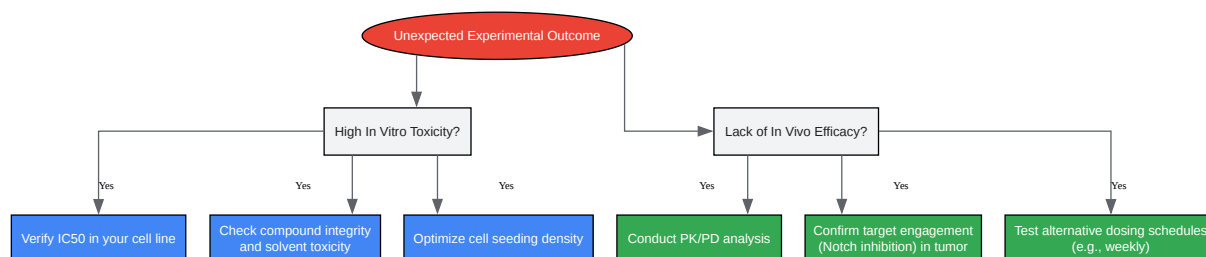 Unexpected Experimental Outcome
High In Vitro Toxicity?
Lack of In Vivo Efficacy?
Yes
Yes
Yes
Yes
Yes
Yes
Verify IC50 in your cell line
Check compound integrity
and solvent toxicity
Optimize cell seeding density
Conduct PK/PD analysis
Confirm target engagement
(Notch inhibition) in tumor
Test alternative dosing schedules
(e.g., weekly)